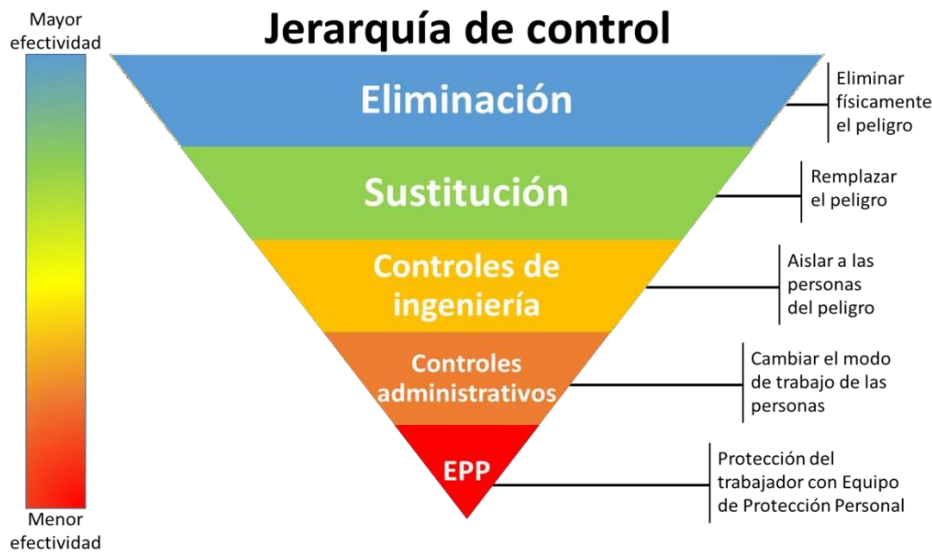 Jerarquía de control
Mayor
efectividad
Eliminación
Eliminar
físicamente
el peligro
Sustitución
Remplazar
el peligro
Controles de
ingeniería
Aislar a las
personas
del peligro
Controles
administrativos
Cambiar el modo
de trabajo de las
personas
EPP
Protección del
trabajador con Equipo
de Protección Personal
Menor
efectividad